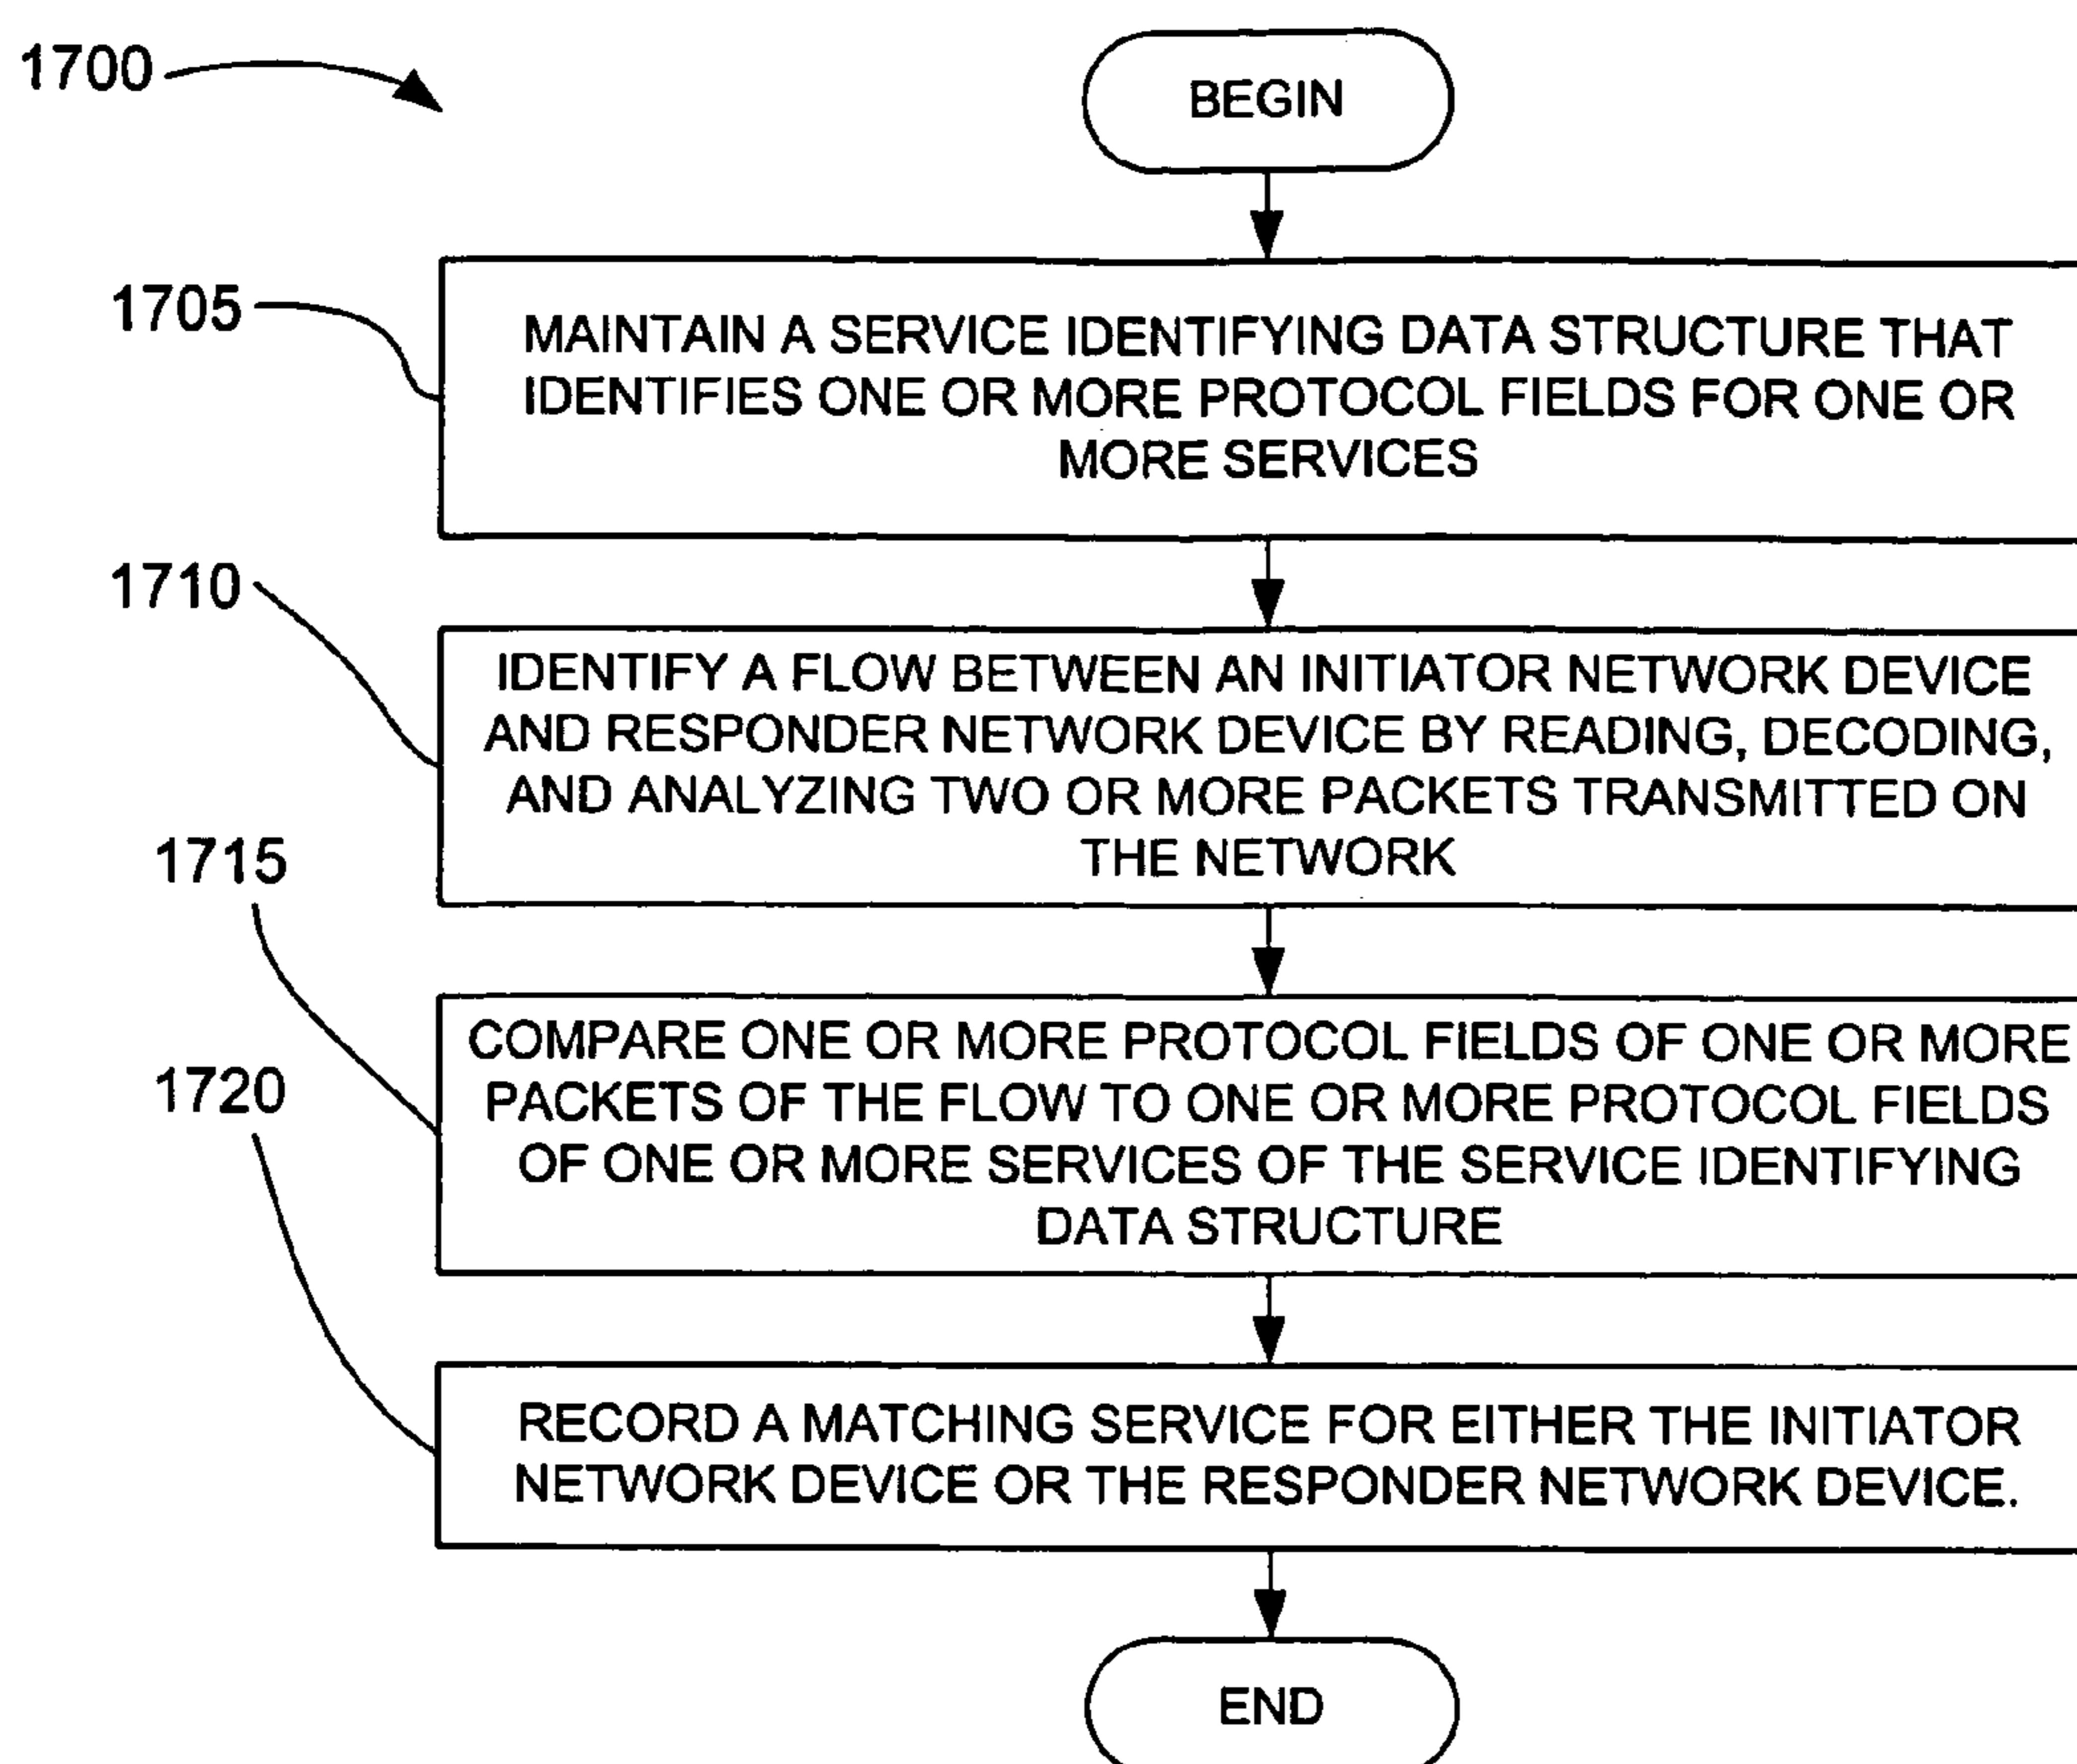 1700
BEGIN
1705
MAINTAIN A SERVICE IDENTIFYING DATA STRUCTURE THAT
IDENTIFIES ONE OR MORE PROTOCOL FIELDS FOR ONE OR
MORE SERVICES
1710
IDENTIFY A FLOW BETWEEN AN INITIATOR NETWORK DEVICE
AND RESPONDER NETWORK DEVICE BY READING, DECODING,
AND ANALYZING TWO OR MORE PACKETS TRANSMITTED ON
THE NETWORK
1715
COMPARE ONE OR MORE PROTOCOL FIELDS OF ONE OR MORE
PACKETS OF THE FLOW TO ONE OR MORE PROTOCOL FIELDS
OF ONE OR MORE SERVICES OF THE SERVICE IDENTIFYING
DATA STRUCTURE
1720
RECORD A MATCHING SERVICE FOR EITHER THE INITIATOR
NETWORK DEVICE OR THE RESPONDER NETWORK DEVICE.
END